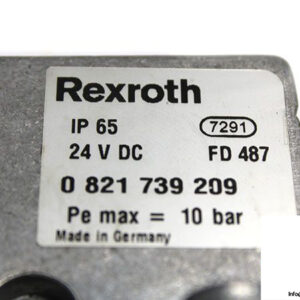 Rexroth
IP 65 7291
24 V DC FD 487
0 821 739 209
Pe max = 10 bar
Made in Germany